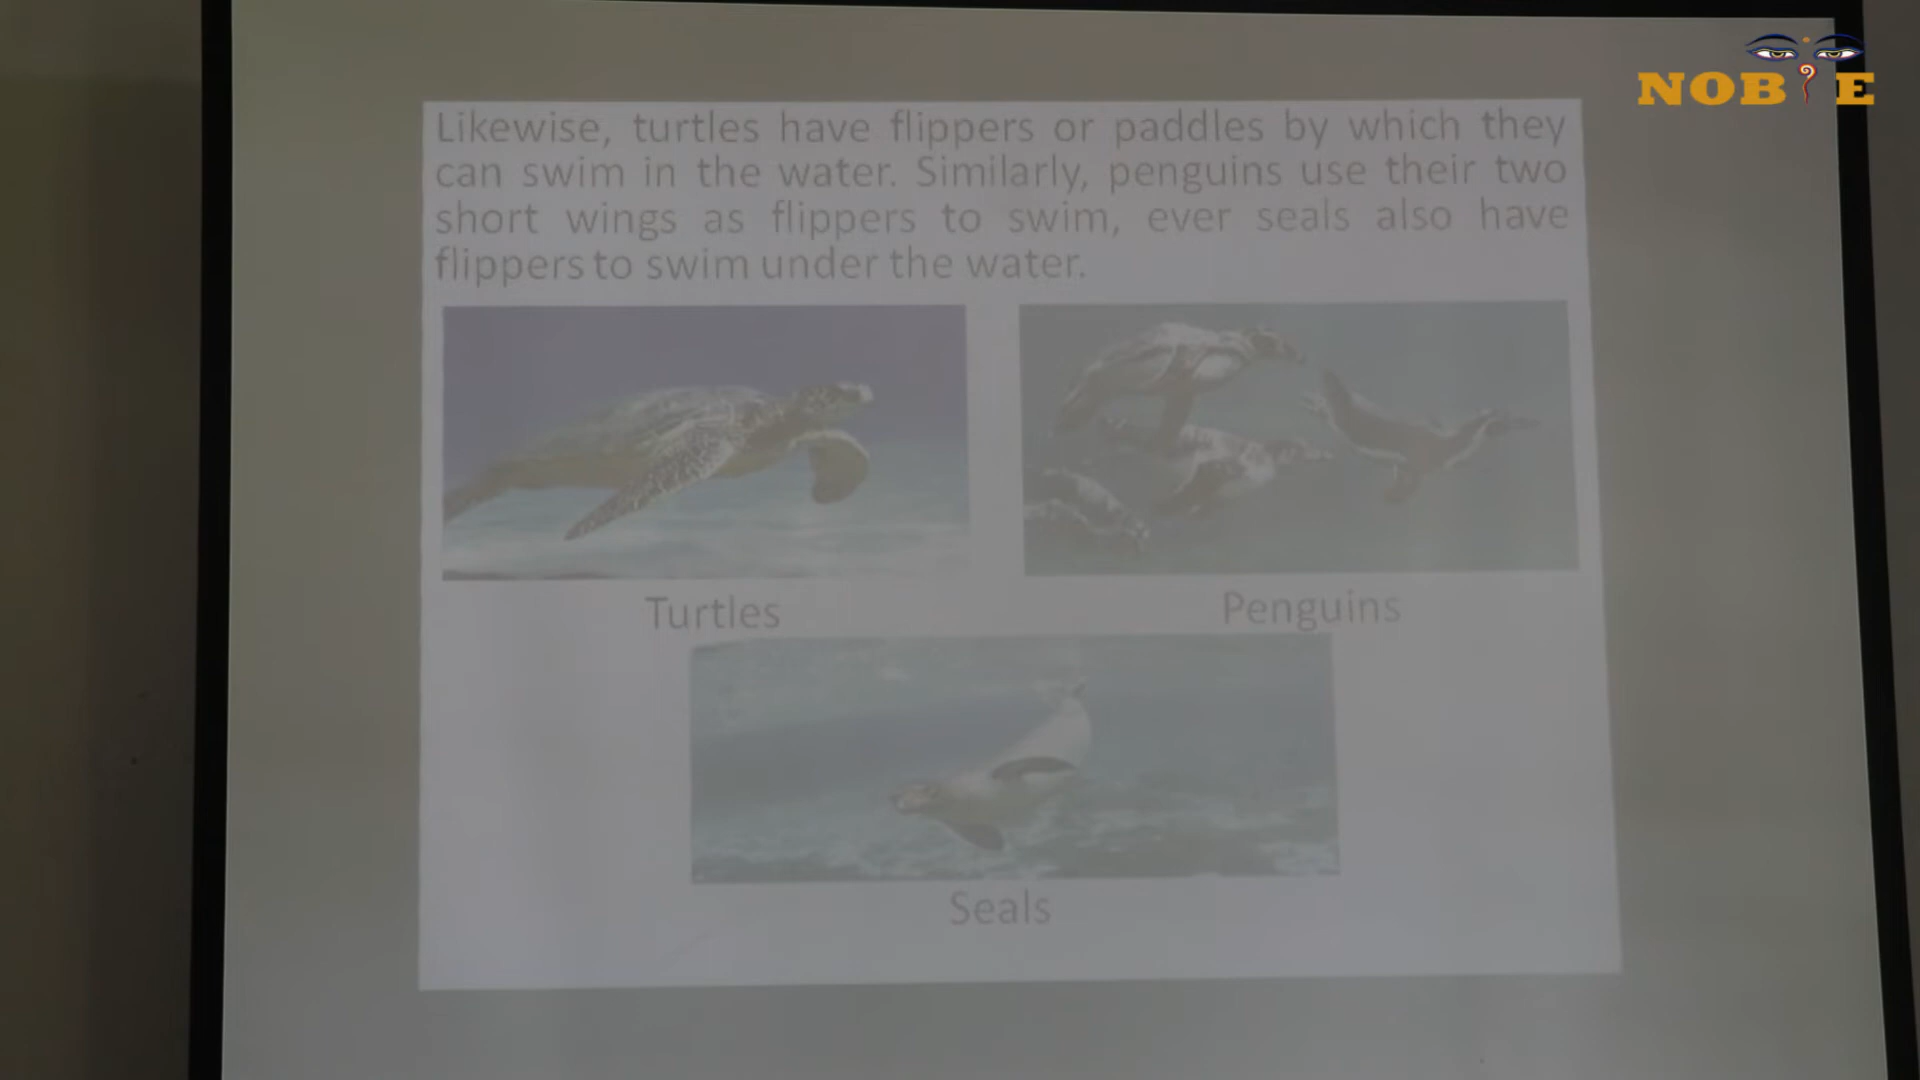 NOBLE
Likewise, turtles have flippers or paddles by which they
can swim in the water. Similarly, penguins use their two
short wings as flippers to swim, ever seals also have
flippers to swim under the water.
Turtles
Penguins
Seals